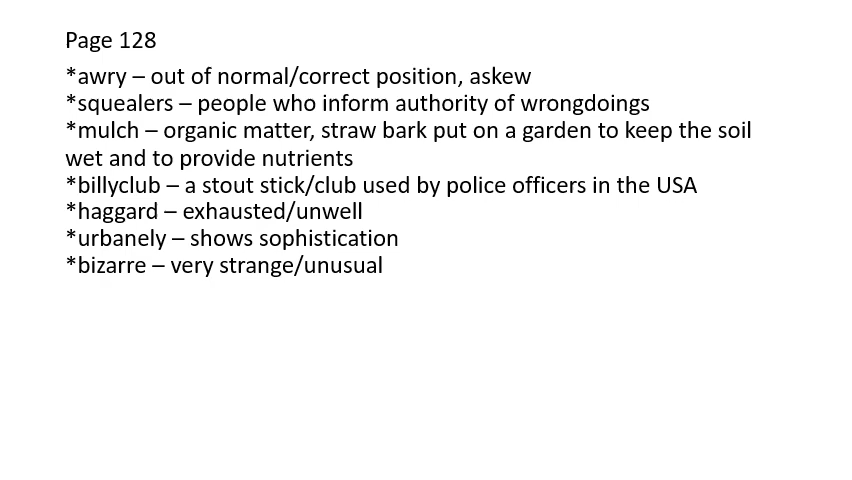 Page 128
*awry – out of normal/correct position, askew
*squealers – people who inform authority of wrongdoings
*mulch – organic matter, straw bark put on a garden to keep the soil
wet and to provide nutrients
*billyclub – a stout stick/club used by police officers in the USA
*haggard – exhausted/unwell
*urbanely – shows sophistication
*bizarre – very strange/unusual